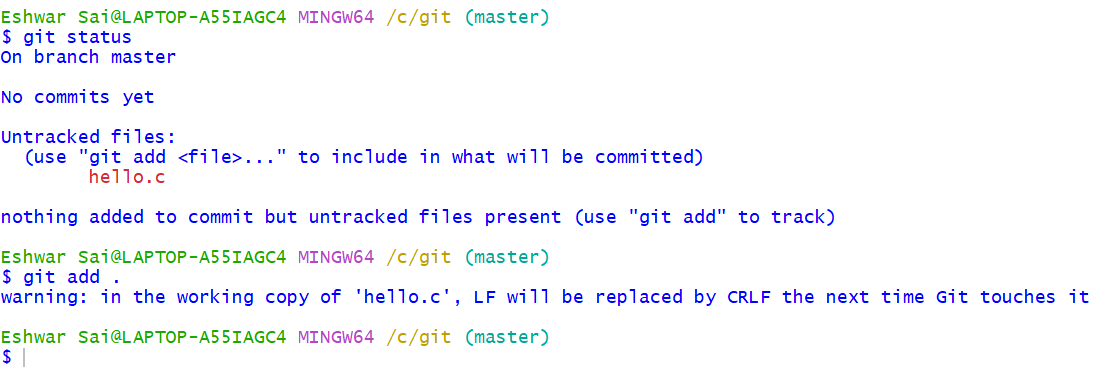 Eshwar Sai@LAPTOP-A55IAGC4 MINGW64 /c/git (master)
$ git status
On branch master
No commits yet
Untracked files:
  (use "git add <file>..." to include in what will be committed)
        hello.c
nothing added to commit but untracked files present (use "git add" to track)
Eshwar Sai@LAPTOP-A55IAGC4 MINGW64 /c/git (master)
$ git add .
warning: in the working copy of 'hello.c', LF will be replaced by CRLF the next time Git touches it
Eshwar Sai@LAPTOP-A55IAGC4 MINGW64 /c/git (master)
$